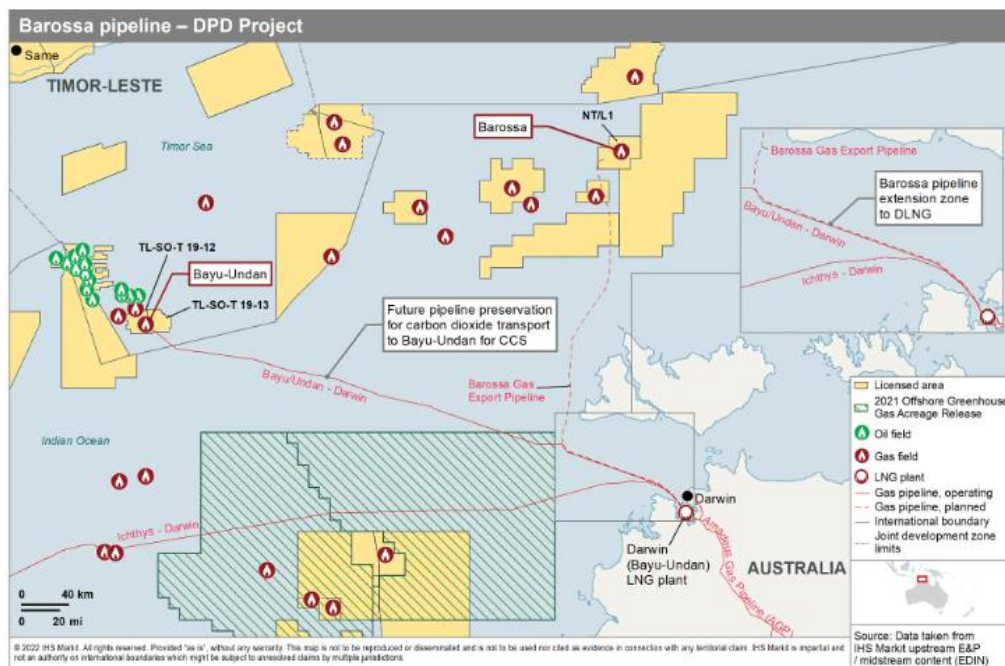 Barossa pipeline – DPD Project
Same
TIMOR-LESTE
Timor Sea
NT/L1
Barossa
Barossa Gas Export Pipeline
Barossa pipeline
extension zone
to DLNG
Bayu/Undan - Darwin
Ichthys - Darwin
TL-SO-T 19-12
Bayu-Undan
TL-SO-T 19-13
Future pipeline preservation
for carbon dioxide transport
to Bayu-Undan for CCS
Bayu/Undan - Darwin
Barossa Gas
Export Pipeline
Indian Ocean
Ichthys - Darwin
Darwin
Darwin
(Bayu-Undan)
LNG plant
Amadeus Gas Pipeline (AGP)
AUSTRALIA
Licensed area
2021 Offshore Greenhouse
Gas Acreage Release
Oil field
Gas field
LNG plant
Gas pipeline, operating
Gas pipeline, planned
International boundary
Joint development zone
limits
0 40 km
0 20 mi
Source: Data taken from
IHS Markit upstream E&P
/ midstream content (EDIN)
© 2022 IHS Markit. All rights reserved. Provided "as is", without any warranty. This map is not to be reproduced or disseminated and is not to be used nor cited as evidence in connection with any territorial claim. IHS Markit is impartial and
not an authority on international boundaries which might be subject to unresolved claims by multiple jurisdictions.